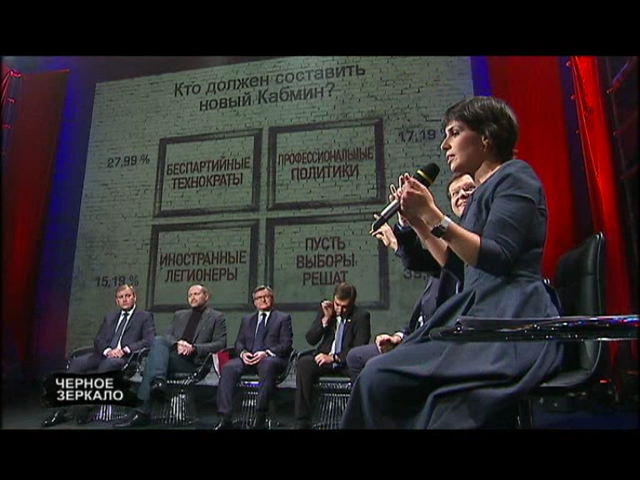 Кто должен составить
новый Кабмин?
27,99 %
БЕСПАРТИЙНЫЕ
ТЕХНОКРАТЫ
ПРОФЕССИОНАЛЬНЫЕ
ПОЛИТИКИ
17,19
15,19 %
ИНОСТРАННЫЕ
ЛЕГИОНЕРЫ
ПУСТЬ
ВЫБОРЫ
РЕШАТ
ЧЕРНОЕ
ЗЕРКАЛО